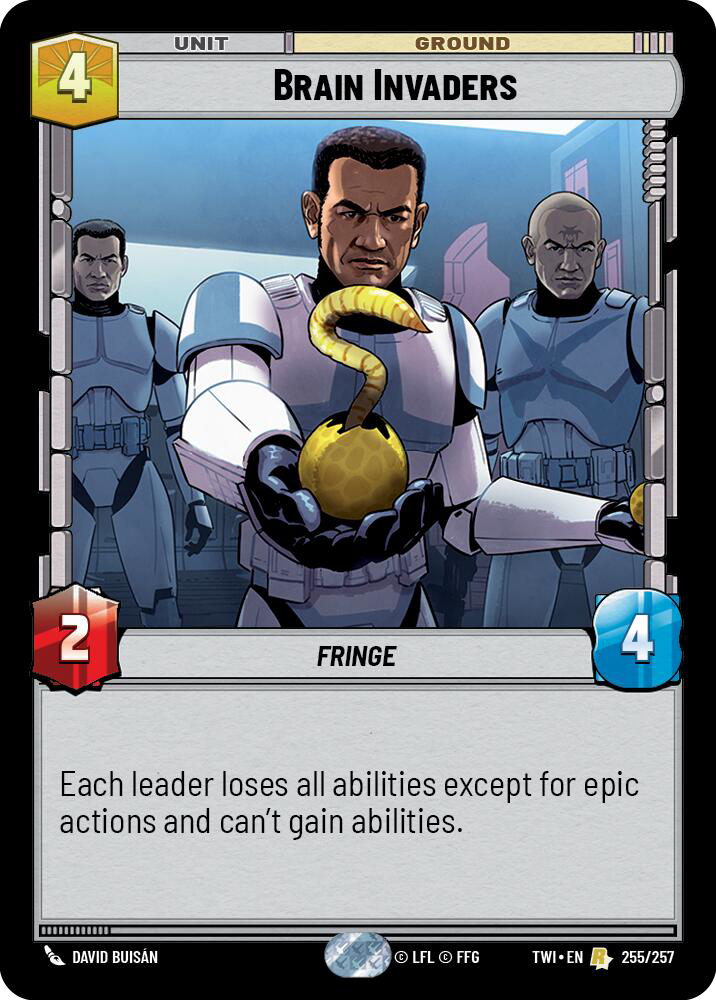 UNIT GROUND
4
BRAIN INVADERS
2
FRINGE
4
Each leader loses all abilities except for epic
actions and can't gain abilities.
DAVID BUISÁN © LFL © FFG TWI • EN R 255/257